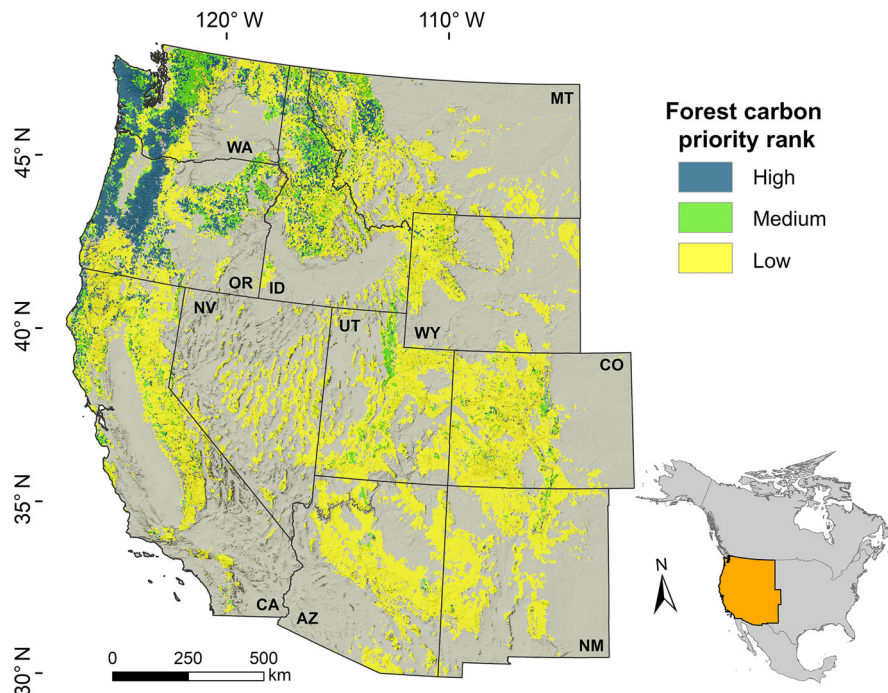 120° W 110° W
45° N
40° N
35° N
30° N
MT
WA
OR
ID
NV
UT
WY
CO
CA
AZ
NM
Forest carbon
priority rank
High
Medium
Low
N
0 250 500
km